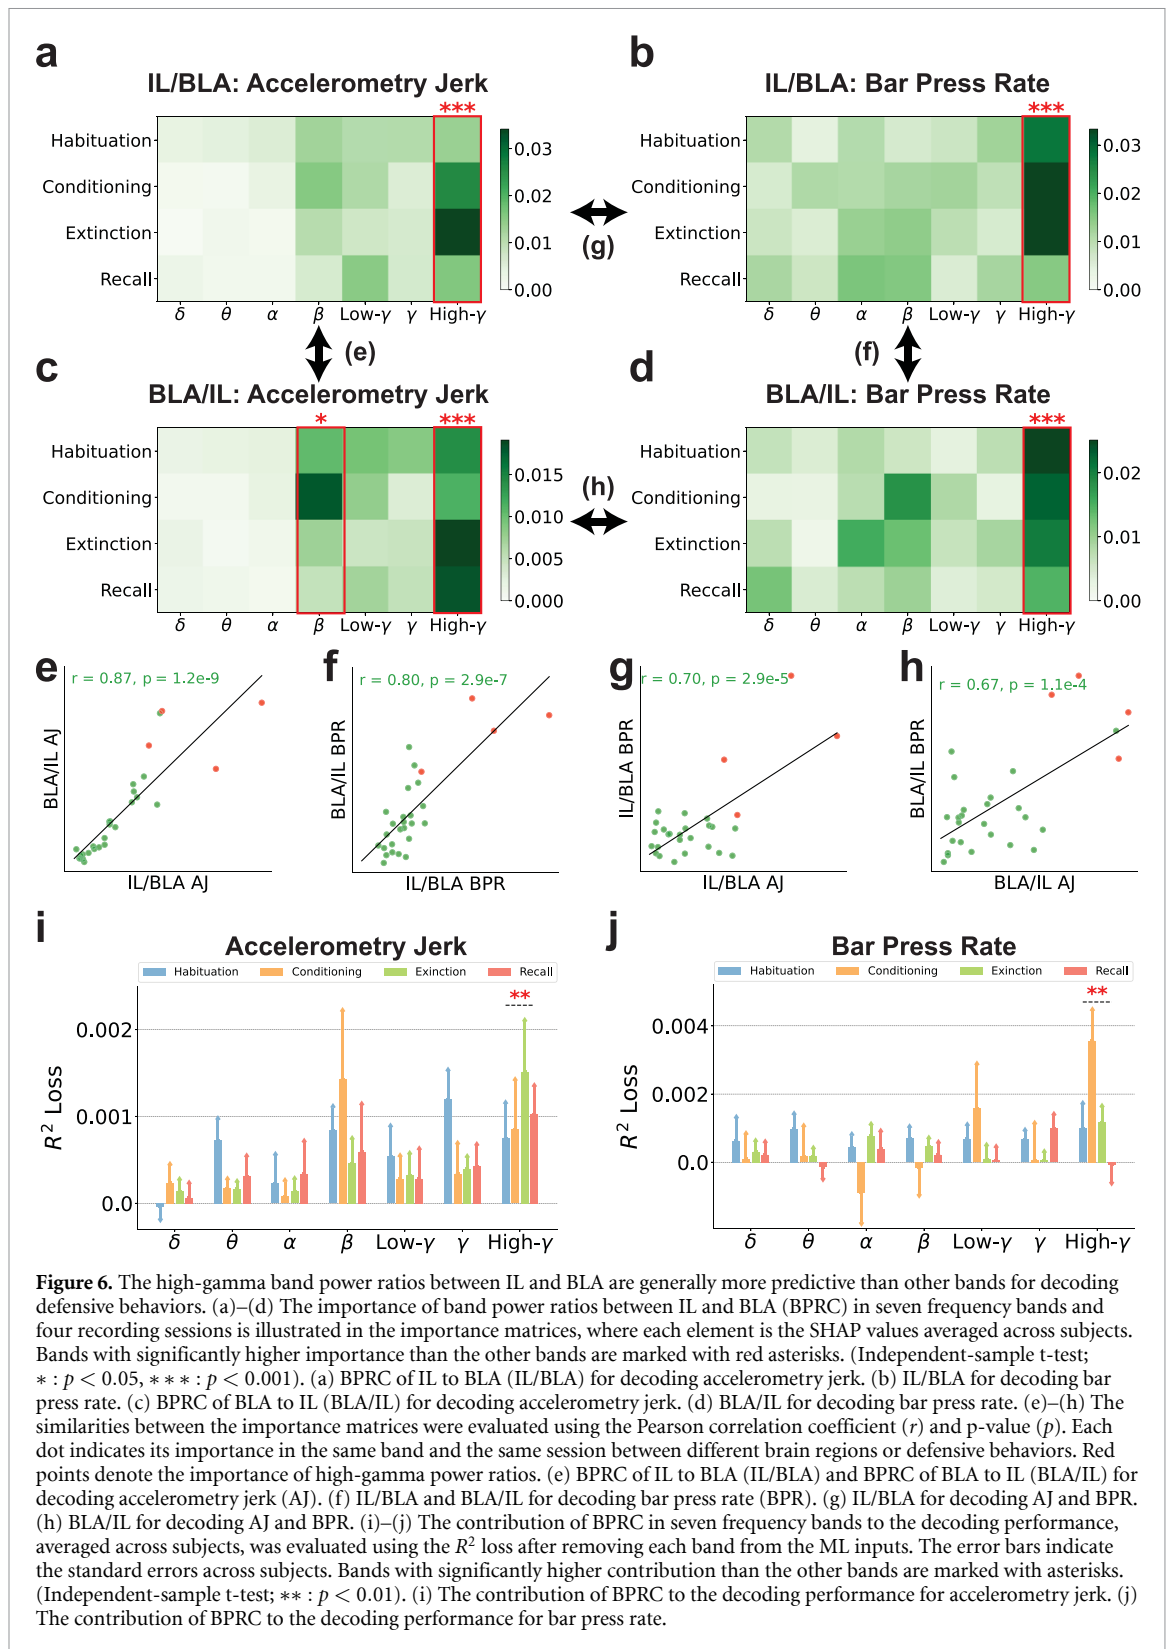 a
IL/BLA: Accelerometry Jerk
***
Habituation
Conditioning
Extinction
Recall
δ θ α β Low-γ γ High-γ
0.03
0.02
0.01
0.00
b
IL/BLA: Bar Press Rate
***
Habituation
Conditioning
Extinction
Reccall
δ θ α β Low-γ γ High-γ
0.03
0.02
0.01
0.00
(g)
(e)
(f)
c
BLA/IL: Accelerometry Jerk
*
***
Habituation
Conditioning
Extinction
Recall
δ θ α β Low-γ γ High-γ
0.015
0.010
0.005
0.000
(h)
d
BLA/IL: Bar Press Rate
***
Habituation
Conditioning
Extinction
Reccall
δ θ α β Low-γ γ High-γ
0.02
0.01
0.00
e
r = 0.87, p = 1.2e-9
BLA/IL AJ
IL/BLA AJ
f
r = 0.80, p = 2.9e-7
BLA/IL BPR
IL/BLA BPR
g
r = 0.70, p = 2.9e-5
IL/BLA BPR
IL/BLA AJ
h
r = 0.67, p = 1.1e-4
BLA/IL BPR
BLA/IL AJ
i
Accelerometry Jerk
Habituation Conditioning Exinction Recall
**
R² Loss
0.002
0.001
0.0
δ θ α β Low-γ γ High-γ
j
Bar Press Rate
Habituation Conditioning Exinction Recall
**
R² Loss
0.004
0.002
0.0
δ θ α β Low-γ γ High-γ
Figure 6. The high-gamma band power ratios between IL and BLA are generally more predictive than other bands for decoding
defensive behaviors. (a)–(d) The importance of band power ratios between IL and BLA (BPRC) in seven frequency bands and
four recording sessions is illustrated in the importance matrices, where each element is the SHAP values averaged across subjects.
Bands with significantly higher importance than the other bands are marked with red asterisks. (Independent-sample t-test;
∗ : p < 0.05, ∗∗∗ : p < 0.001). (a) BPRC of IL to BLA (IL/BLA) for decoding accelerometry jerk. (b) IL/BLA for decoding bar
press rate. (c) BPRC of BLA to IL (BLA/IL) for decoding accelerometry jerk. (d) BLA/IL for decoding bar press rate. (e)–(h) The
similarities between the importance matrices were evaluated using the Pearson correlation coefficient (r) and p-value (p). Each
dot indicates its importance in the same band and the same session between different brain regions or defensive behaviors. Red
points denote the importance of high-gamma power ratios. (e) BPRC of IL to BLA (IL/BLA) and BPRC of BLA to IL (BLA/IL) for
decoding accelerometry jerk (AJ). (f) IL/BLA and BLA/IL for decoding bar press rate (BPR). (g) IL/BLA for decoding AJ and BPR.
(h) BLA/IL for decoding AJ and BPR. (i)–(j) The contribution of BPRC in seven frequency bands to the decoding performance,
averaged across subjects, was evaluated using the R² loss after removing each band from the ML inputs. The error bars indicate
the standard errors across subjects. Bands with significantly higher contribution than the other bands are marked with asterisks.
(Independent-sample t-test; ∗∗ : p < 0.01). (i) The contribution of BPRC to the decoding performance for accelerometry jerk. (j)
The contribution of BPRC to the decoding performance for bar press rate.